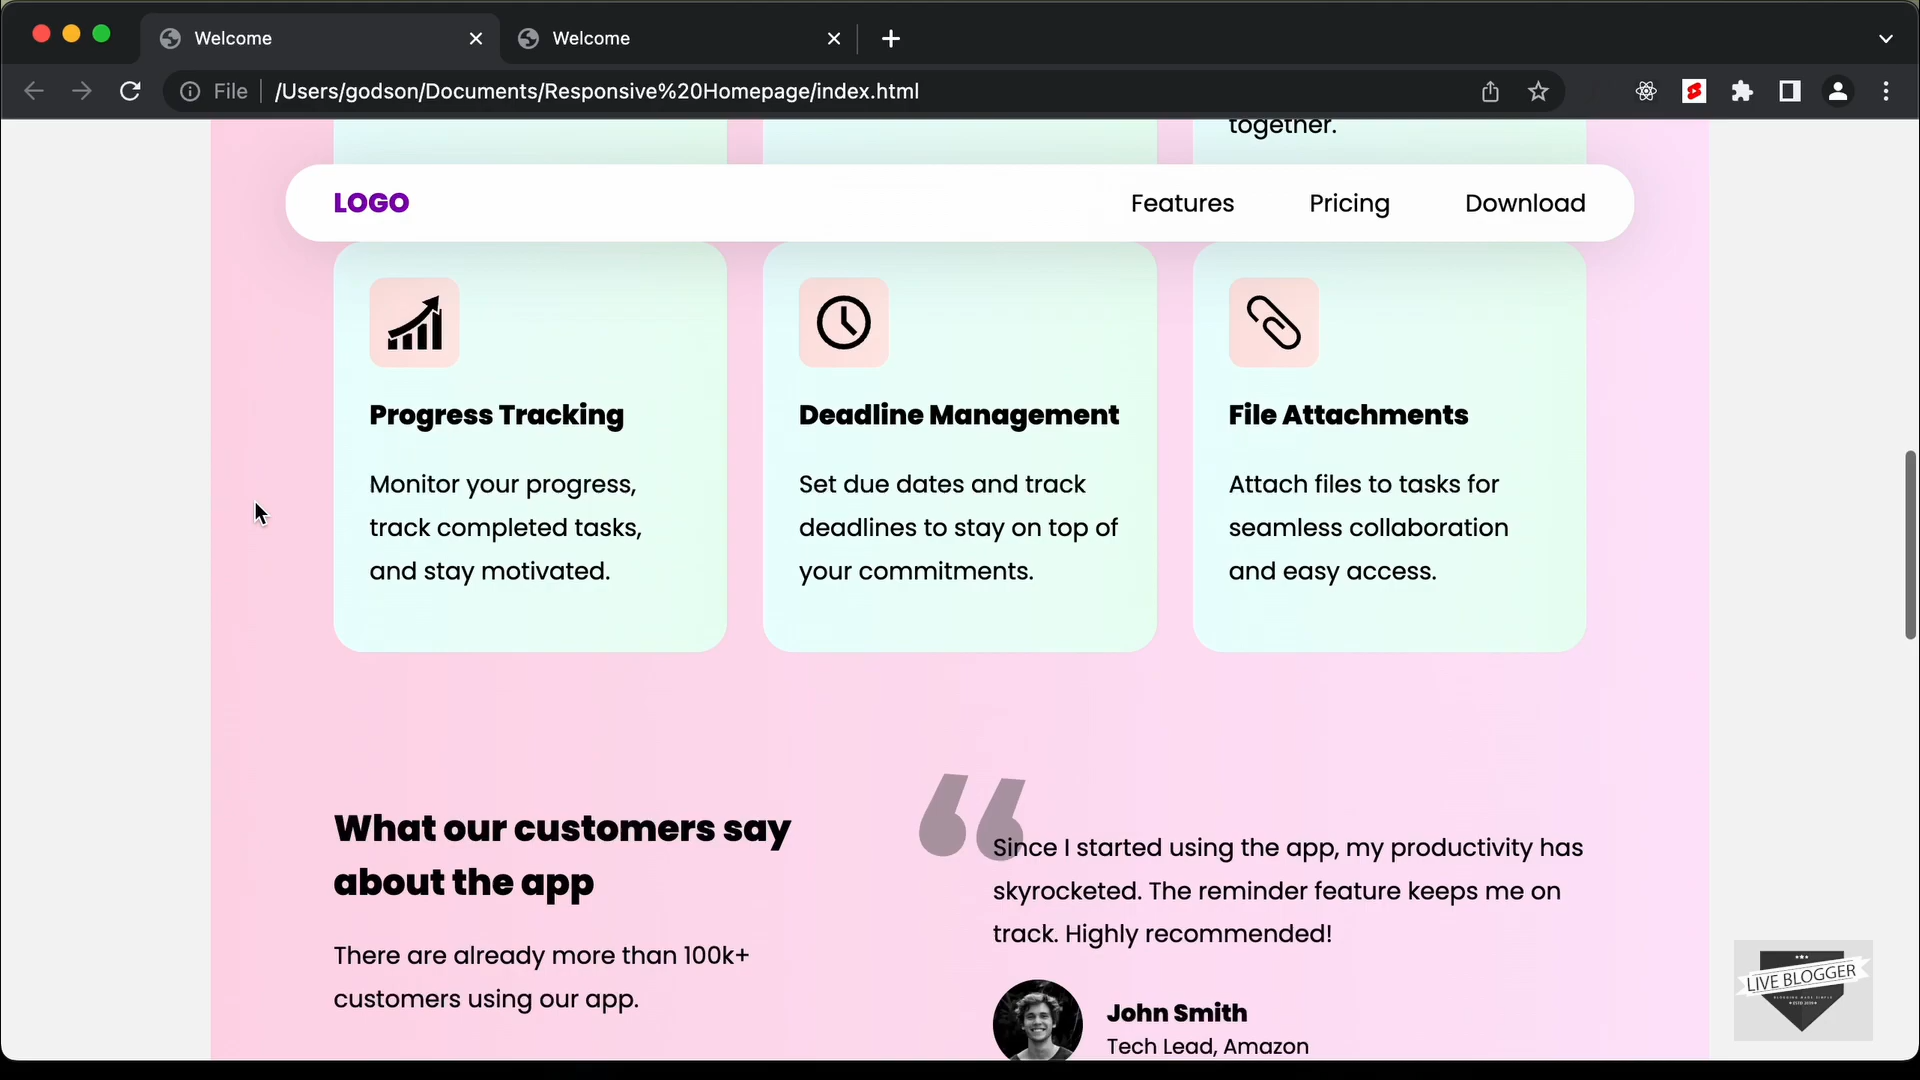 Welcome
Welcome
File
/Users/godson/Documents/Responsive%20Homepage/index.html
together.
LOGO
Features
Pricing
Download
Progress Tracking
Monitor your progress,
track completed tasks,
and stay motivated.
Deadline Management
Set due dates and track
deadlines to stay on top of
your commitments.
File Attachments
Attach files to tasks for
seamless collaboration
and easy access.
What our customers say
about the app
There are already more than 100k+
customers using our app.
“
Since I started using the app, my productivity has
skyrocketed. The reminder feature keeps me on
track. Highly recommended!
John Smith
Tech Lead, Amazon
LIVE BLOGGER